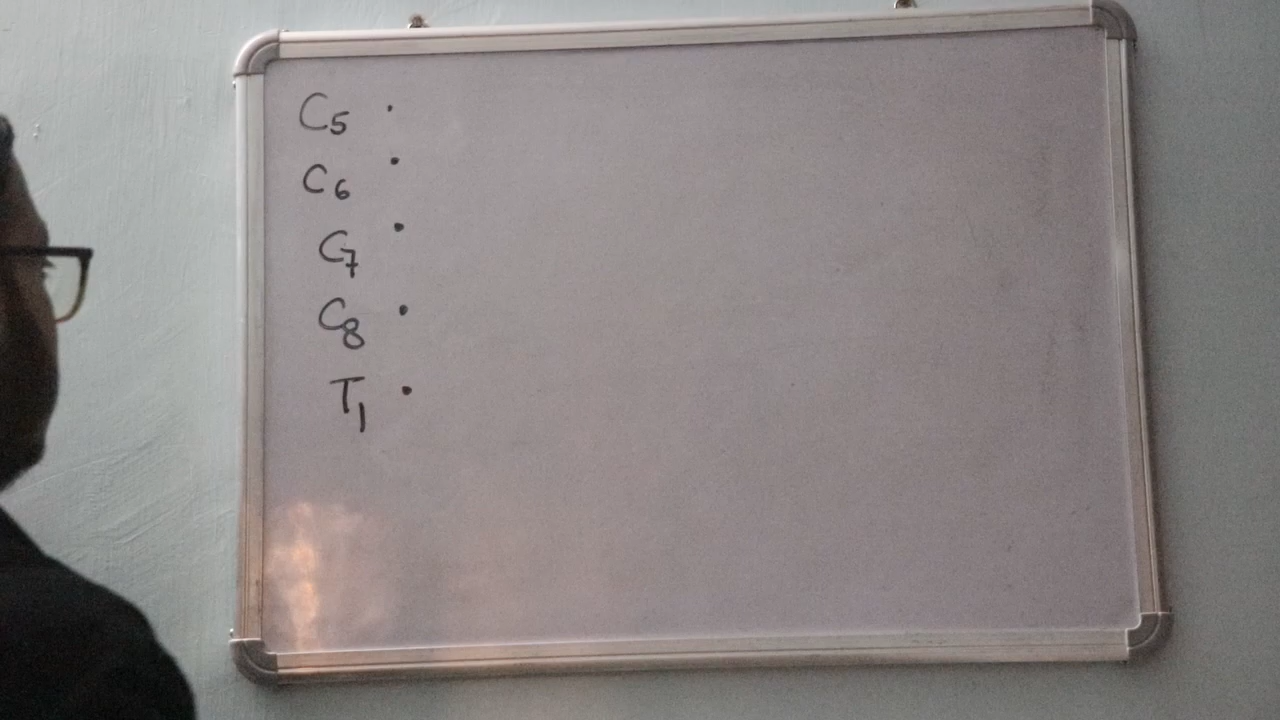 C5 .
C6 .
C7 .
C8 .
T1 .